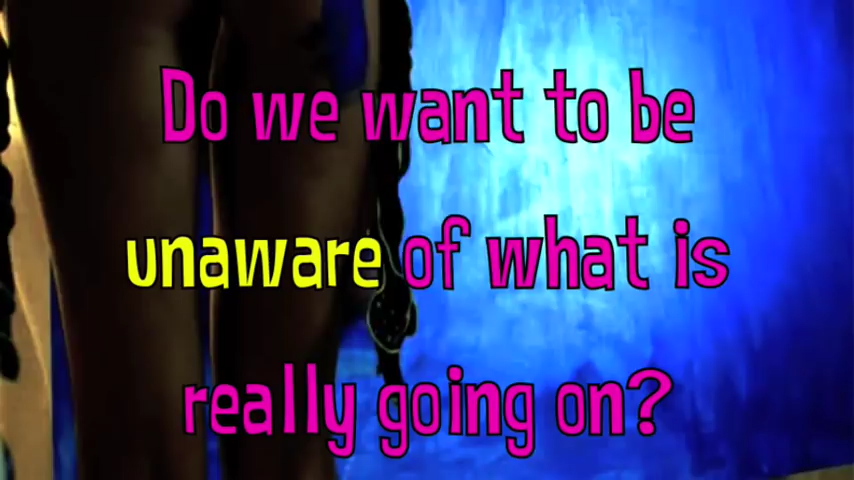 Do we want to be
unaware of what is
really going on?